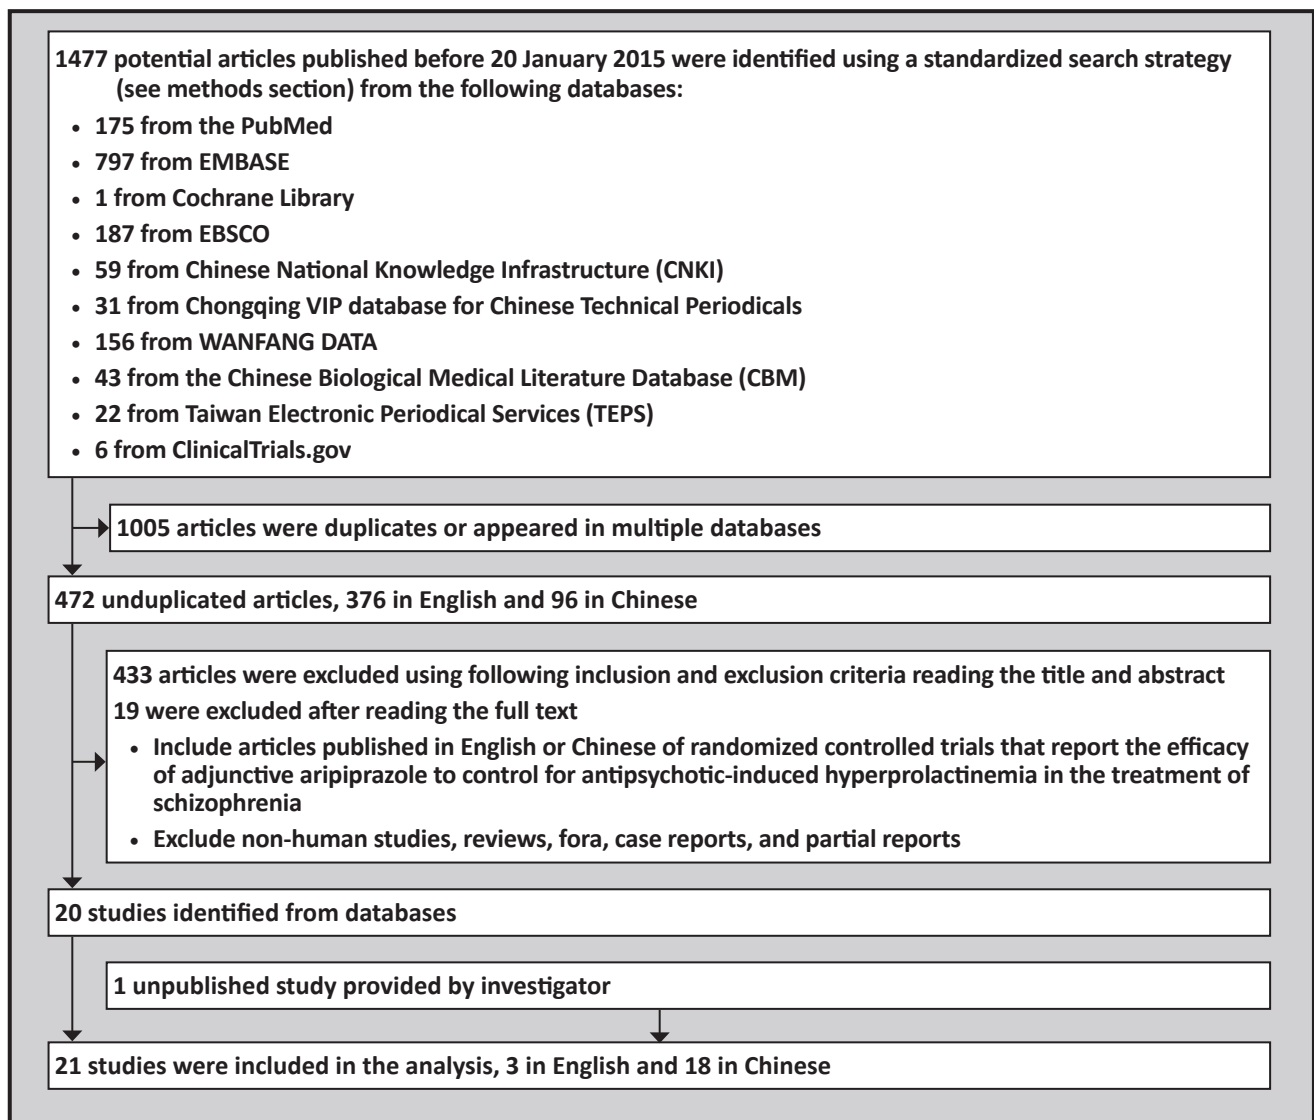 1477 potential articles published before 20 January 2015 were identified using a standardized search strategy
(see methods section) from the following databases:
• 175 from the PubMed
• 797 from EMBASE
• 1 from Cochrane Library
• 187 from EBSCO
• 59 from Chinese National Knowledge Infrastructure (CNKI)
• 31 from Chongqing VIP database for Chinese Technical Periodicals
• 156 from WANFANG DATA
• 43 from the Chinese Biological Medical Literature Database (CBM)
• 22 from Taiwan Electronic Periodical Services (TEPS)
• 6 from ClinicalTrials.gov
1005 articles were duplicates or appeared in multiple databases
472 unduplicated articles, 376 in English and 96 in Chinese
433 articles were excluded using following inclusion and exclusion criteria reading the title and abstract
19 were excluded after reading the full text
• Include articles published in English or Chinese of randomized controlled trials that report the efficacy
of adjunctive aripiprazole to control for antipsychotic-induced hyperprolactinemia in the treatment of
schizophrenia
• Exclude non-human studies, reviews, fora, case reports, and partial reports
20 studies identified from databases
1 unpublished study provided by investigator
21 studies were included in the analysis, 3 in English and 18 in Chinese